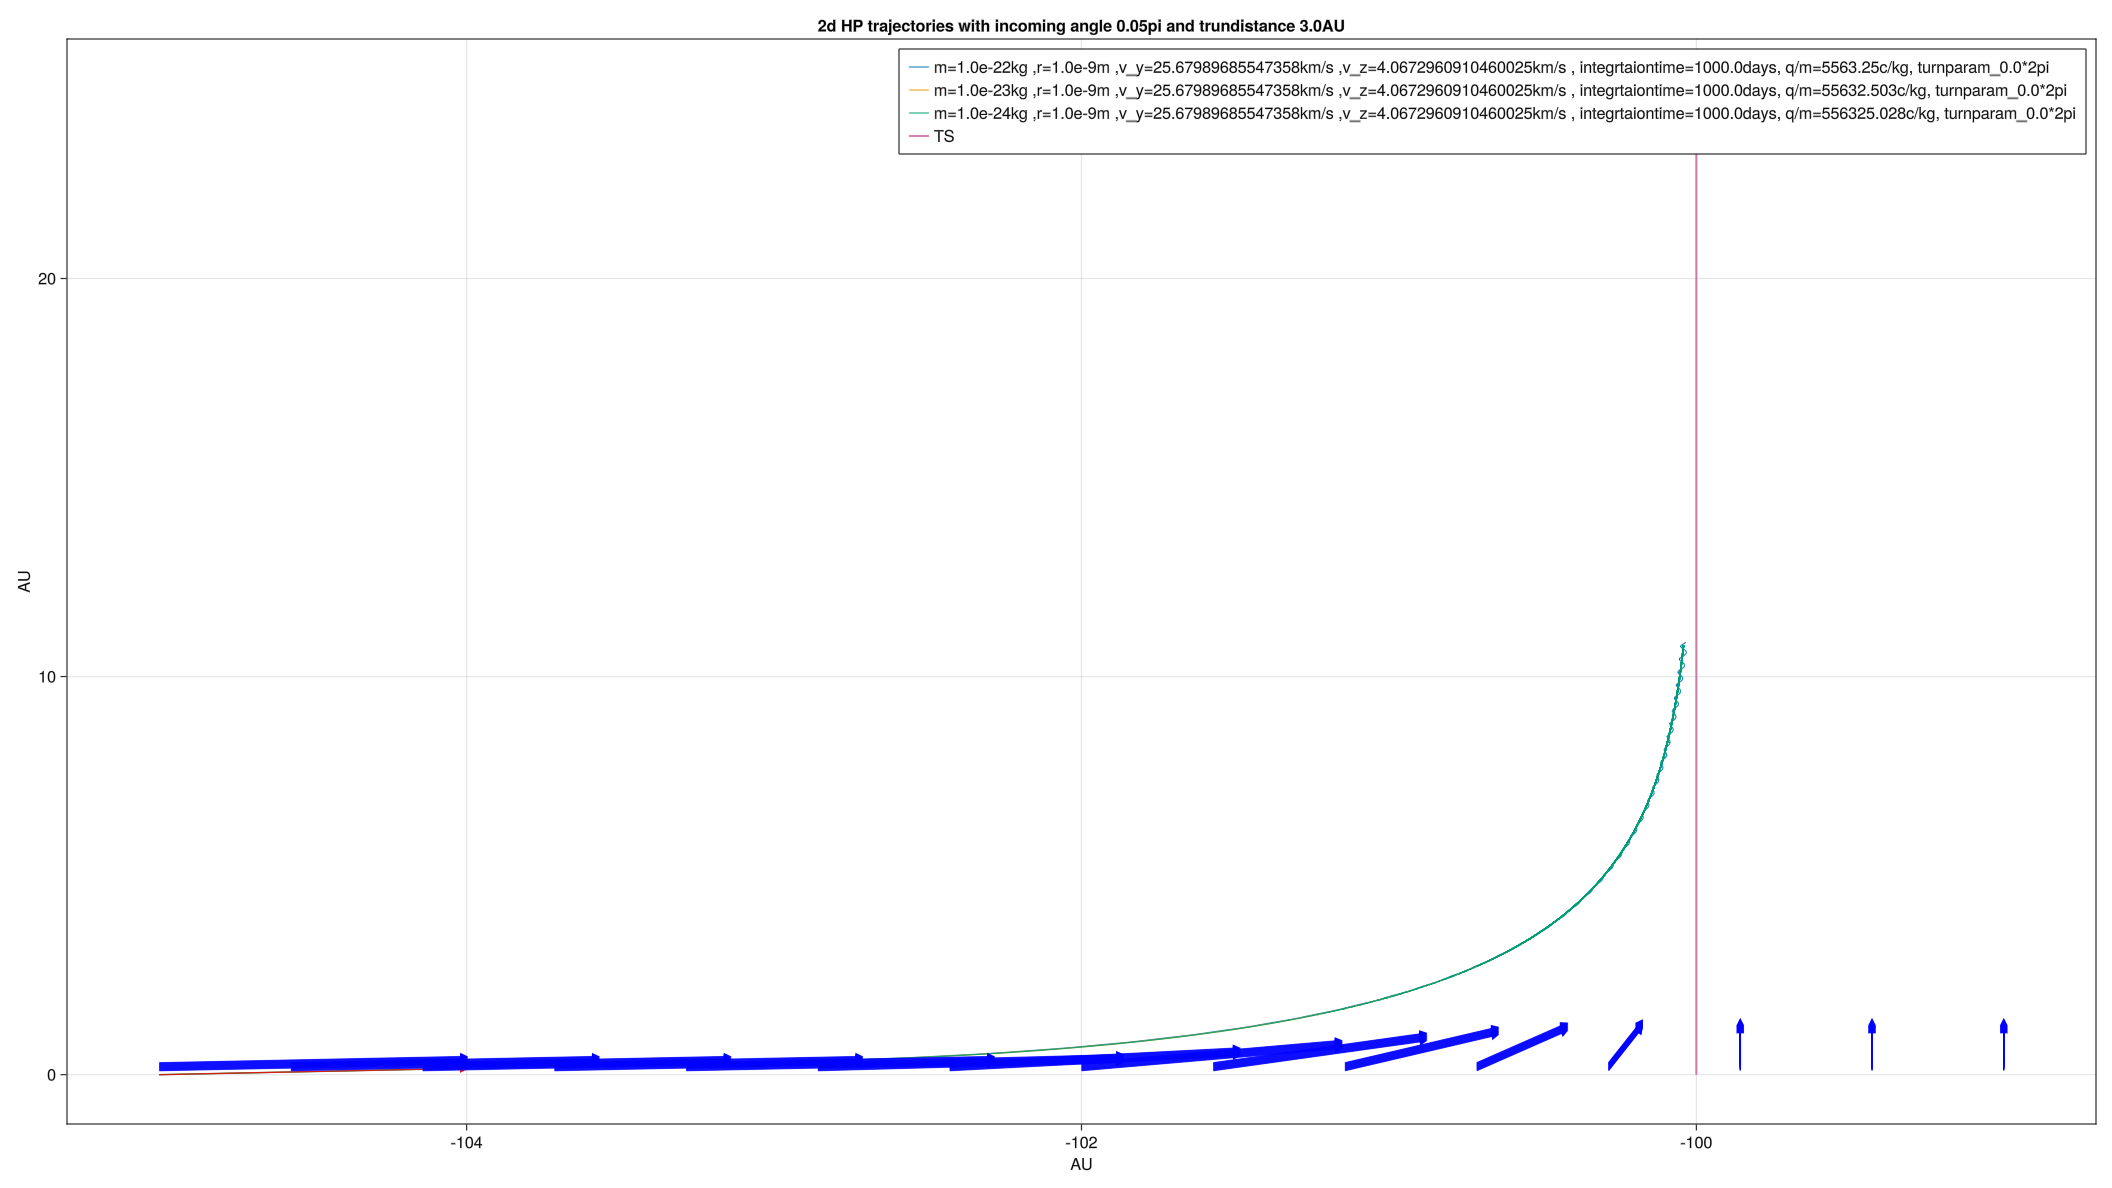 2d HP trajectories with incoming angle 0.05pi and trundistance 3.0AU
m=1.0e-22kg ,r=1.0e-9m ,v_y=25.67989685547358km/s ,v_z=4.0672960910460025km/s , integrtaiontime=1000.0days, q/m=5563.25c/kg, turnparam_0.0*2pi
m=1.0e-23kg ,r=1.0e-9m ,v_y=25.67989685547358km/s ,v_z=4.0672960910460025km/s , integrtaiontime=1000.0days, q/m=55632.503c/kg, turnparam_0.0*2pi
m=1.0e-24kg ,r=1.0e-9m ,v_y=25.67989685547358km/s ,v_z=4.0672960910460025km/s , integrtaiontime=1000.0days, q/m=556325.028c/kg, turnparam_0.0*2pi
TS
20
10
0
AU
-104
-102
-100
AU